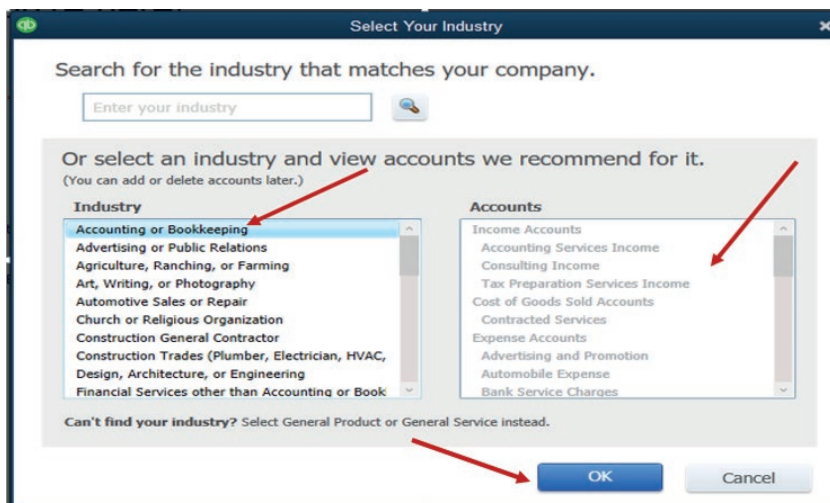 Select Your Industry
Search for the industry that matches your company.
Enter your industry
Or select an industry and view accounts we recommend for it.
(You can add or delete accounts later.)
Industry
Accounting or Bookkeeping
Advertising or Public Relations
Agriculture, Ranching, or Farming
Art, Writing, or Photography
Automotive Sales or Repair
Church or Religious Organization
Construction General Contractor
Construction Trades (Plumber, Electrician, HVAC,
Design, Architecture, or Engineering
Financial Services other than Accounting or Book
Accounts
Income Accounts
Accounting Services Income
Consulting Income
Tax Preparation Services Income
Cost of Goods Sold Accounts
Contracted Services
Expense Accounts
Advertising and Promotion
Automobile Expense
Bank Service Charges
Can't find your industry? Select General Product or General Service instead.
OK
Cancel